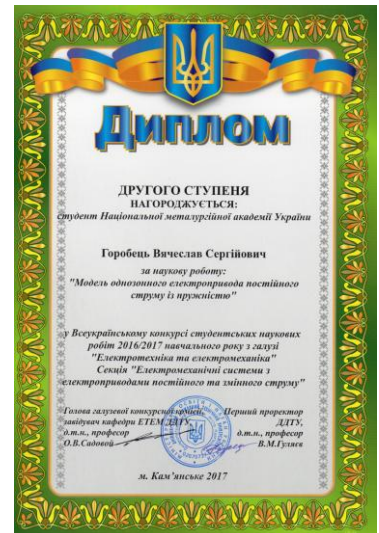 Диплом
ДРУГОГО СТУПЕНЯ
НАГОРОДЖУЄТЬСЯ:
студент Національної металургійної академії України
Горобець Вячеслав Сергійович
за наукову роботу:
"Модель однозонного електропривода постійного
струму із пружністю"
у Всеукраїнському конкурсі студентських наукових
робіт 2016/2017 навчального року з галузі
"Електротехніка та електромеханіка"
Секція "Електромеханічні системи з
електроприводами постійного та змінного струму"
Голова галузевої конкурсної комісії, Перший проректор
завідувач кафедри ЕТЕМ ДДТУ, ДДТУ,
д.т.н., професор д.т.н., професор
О.В.Садовой В.М.Гуляєв
м. Кам'янське 2017